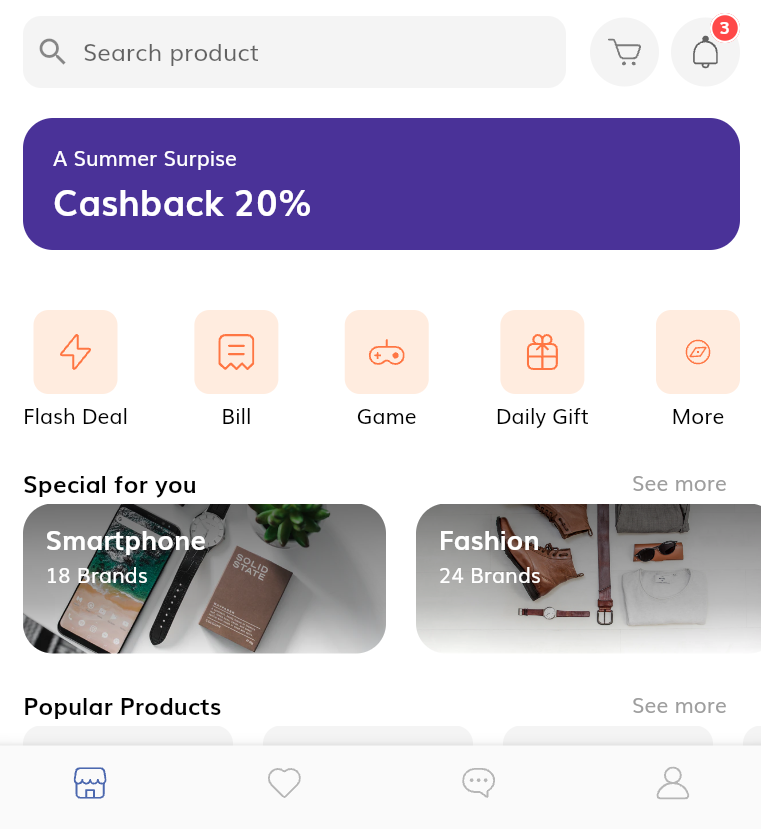 Search product
3
A Summer Surpise
Cashback 20%
Flash Deal
Bill
Game
Daily Gift
More
Special for you
See more
Smartphone
18 Brands
SOLID
STATE
Fashion
24 Brands
Popular Products
See more